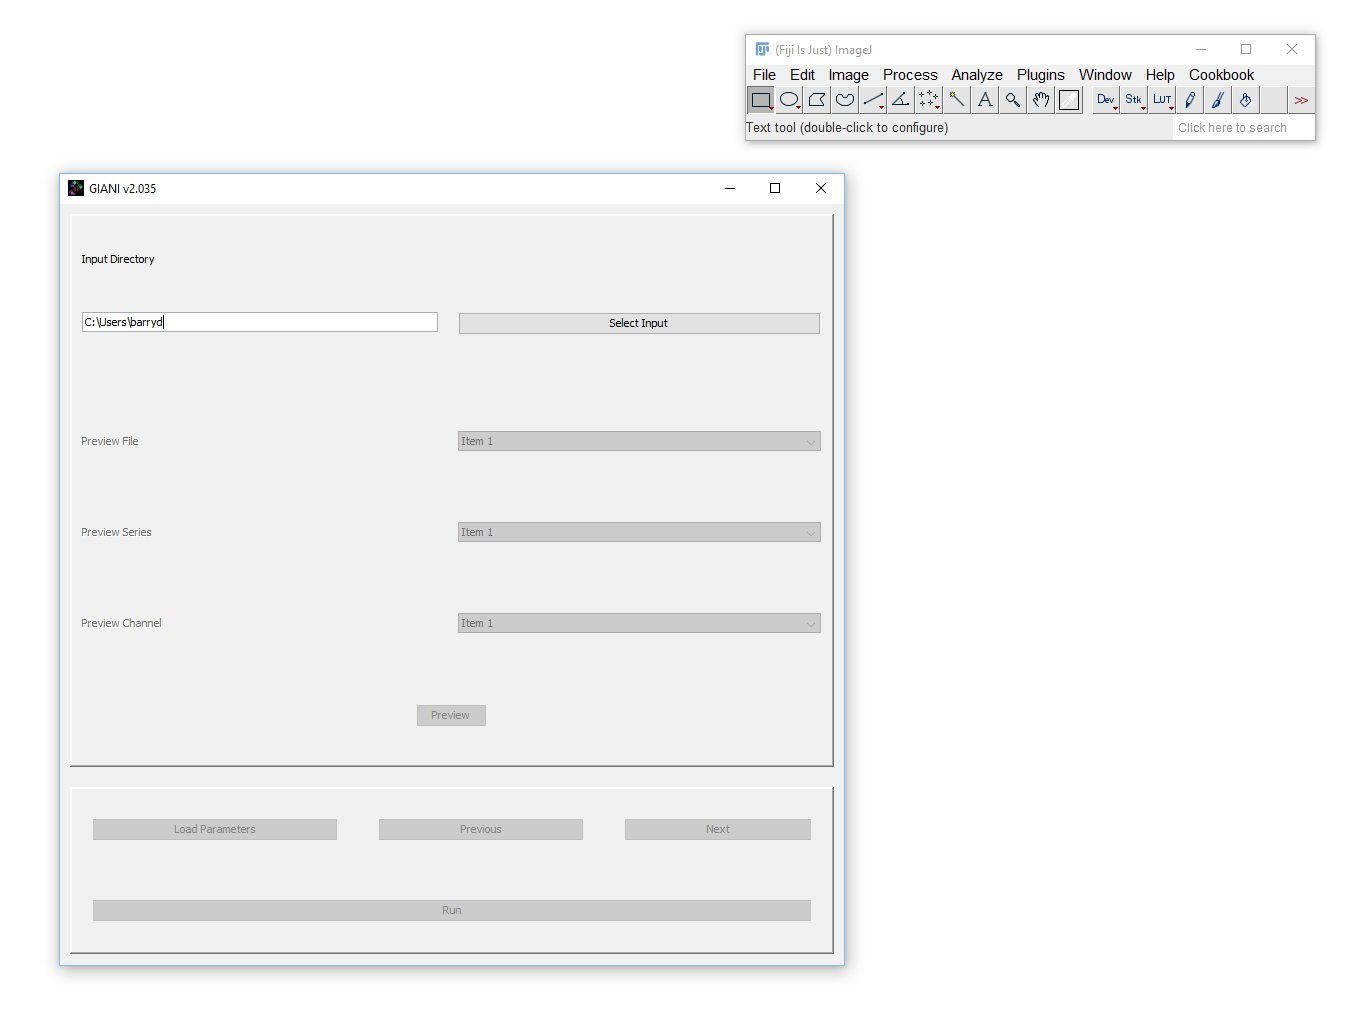 (Fiji Is Just) ImageJ
File Edit Image Process Analyze Plugins Window Help Cookbook
A Dev Stk LUT >>
Text tool (double-click to configure) Click here to search
GIANI v2.035
Input Directory
C:\Users\barryd Select Input
Preview File Item 1
Preview Series Item 1
Preview Channel Item 1
Preview
Load Parameters Previous Next
Run